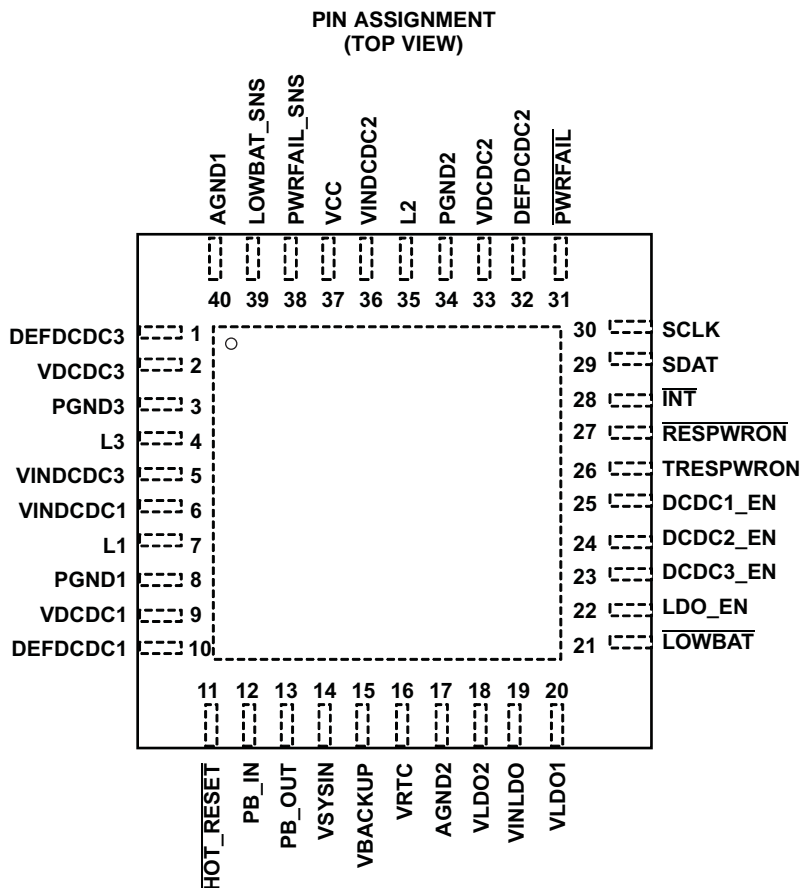 PIN ASSIGNMENT
(TOP VIEW)
AGND1
LOWBAT_SNS
PWRFAIL_SNS
VCC
VINDCDC2
L2
PGND2
VDCDC2
DEFDCDC2
PWRFAIL
40 39 38 37 36 35 34 33 32 31
DEFDCDC3 1
VDCDC3 2
PGND3 3
L3 4
VINDCDC3 5
VINDCDC1 6
L1 7
PGND1 8
VDCDC1 9
DEFDCDC1 10
30 SCLK
29 SDAT
28 INT
27 RESPWRON
26 TRESPWRON
25 DCDC1_EN
24 DCDC2_EN
23 DCDC3_EN
22 LDO_EN
21 LOWBAT
11 12 13 14 15 16 17 18 19 20
HOT_RESET
PB_IN
PB_OUT
VSYSIN
VBACKUP
VRTC
AGND2
VLDO2
VINLDO
VLDO1